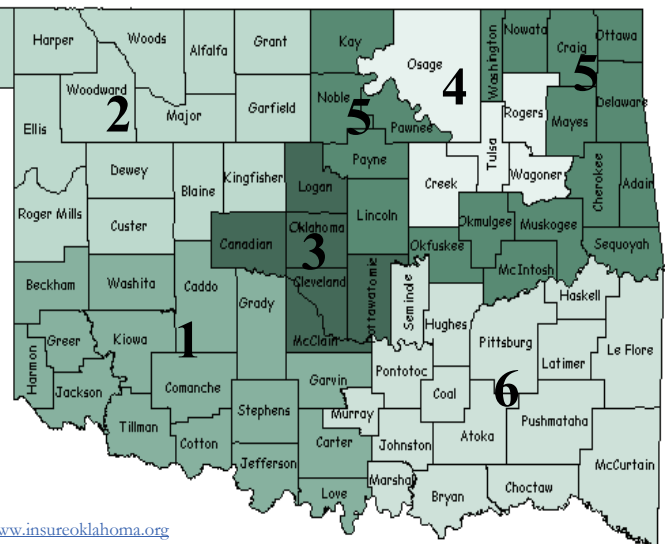 Harper
Woods
Alfalfa
Grant
Kay
Osage
Washington
Nowata
Craig
Ottawa
Woodward
2
Major
Garfield
Noble
5
Pawnee
4
Rogers
5
Mayes
Delaware
Ellis
Dewey
Blaine
Kingfisher
Logan
Payne
Creek
Tulsa
Wagoner
Cherokee
Adair
Roger Mills
Custer
Canadian
Oklahoma
3
Lincoln
Okmulgee
Muskogee
Okfuskee
Sequoyah
McIntosh
Beckham
Washita
Caddo
Grady
Cleveland
ottawatomie
Seminole
Hughes
Haskell
Pittsburg
Latimer
Le Flore
Harmon
Greer
Kiowa
1
McClain
Jackson
Comanche
Garvin
Pontotoc
Coal
6
Pushmataha
Tillman
Cotton
Stephens
Murray
Carter
Johnston
Atoka
McCurtain
Jefferson
Love
Marshal
Bryan
Choctaw
ww.insureoklahoma.org